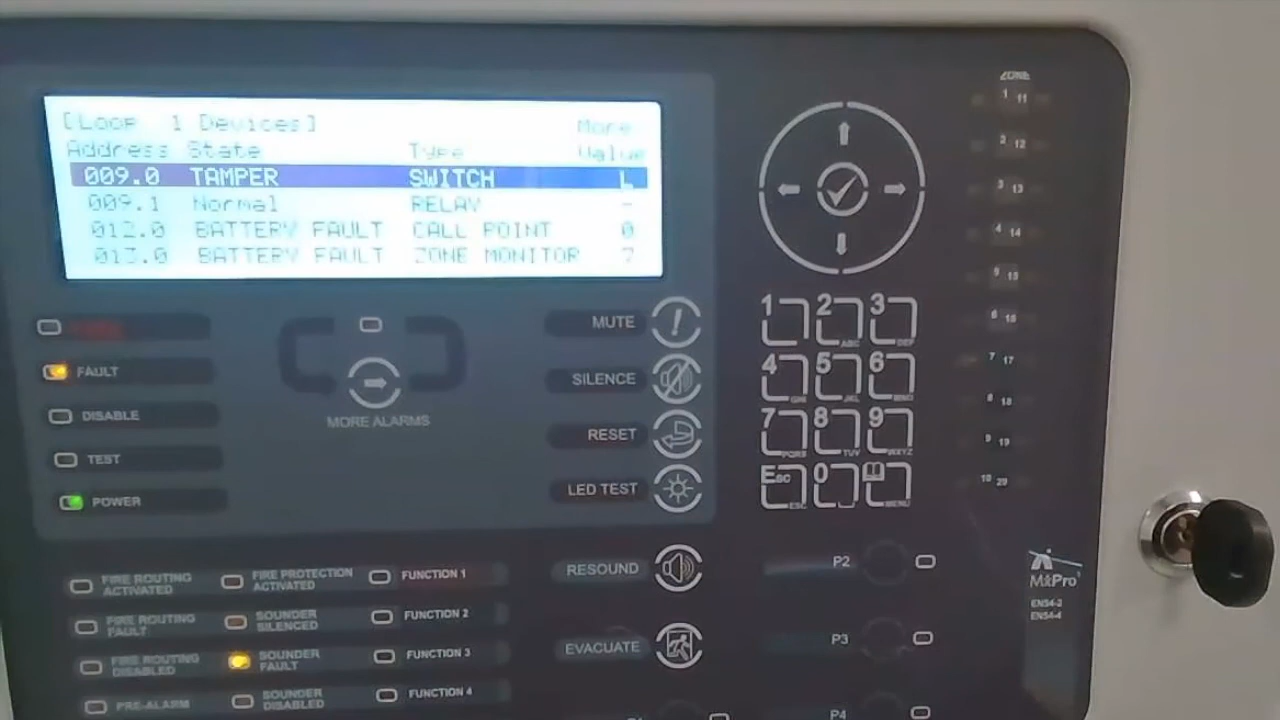 [Loop 1 Devices] More
Address State Type Value
009.0 TAMPER SWITCH L
009.1 Normal RELAY -
012.0 BATTERY FAULT CALL POINT 0
BATTERY FAULT ZONE MONITOR 7
FAULT
DISABLE
TEST
POWER
MORE ALARMS
MUTE
SILENCE
RESET
LED TEST
RESOUND
EVACUATE
1 2 ABC 3 DEF
4 GHI 5 JKL 6 MNO
7 PQRS 8 TUV 9 WXYZ
Esc ESC 0 MENU
ZONE
1 11
2 12
3 13
4 14
5 15
6 16
7 17
8 18
9 19
10 20
FIRE ROUTING ACTIVATED
FIRE ROUTING FAULT
FIRE ROUTING DISABLED
PRE-ALARM
FIRE PROTECTION ACTIVATED
SOUNDER SILENCED
SOUNDER FAULT
SOUNDER DISABLED
FUNCTION 1
FUNCTION 2
FUNCTION 3
FUNCTION 4
P2
P3
P4
MxPro
EN54-2
EN54-4